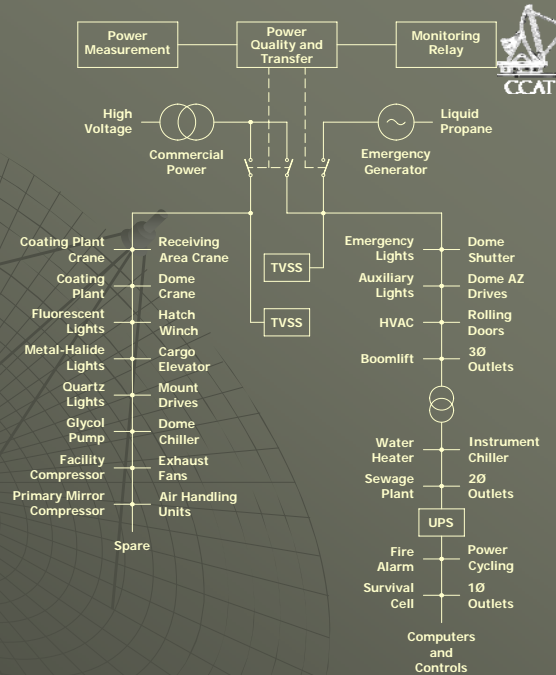 Power
Measurement
Power
Quality and
Transfer
Monitoring
Relay
CCAT
High
Voltage
Commercial
Power
Emergency
Generator
Liquid
Propane
Coating Plant
Crane
Receiving
Area Crane
Coating
Plant
Dome
Crane
Fluorescent
Lights
Hatch
Winch
Metal-Halide
Lights
Cargo
Elevator
Quartz
Lights
Mount
Drives
Glycol
Pump
Dome
Chiller
Facility
Compressor
Exhaust
Fans
Primary Mirror
Compressor
Air Handling
Units
Spare
TVSS
TVSS
Emergency
Lights
Dome
Shutter
Auxiliary
Lights
Dome AZ
Drives
HVAC
Rolling
Doors
Boomlift
3Ø
Outlets
Water
Heater
Instrument
Chiller
Sewage
Plant
2Ø
Outlets
UPS
Fire
Alarm
Power
Cycling
Survival
Cell
1Ø
Outlets
Computers
and
Controls